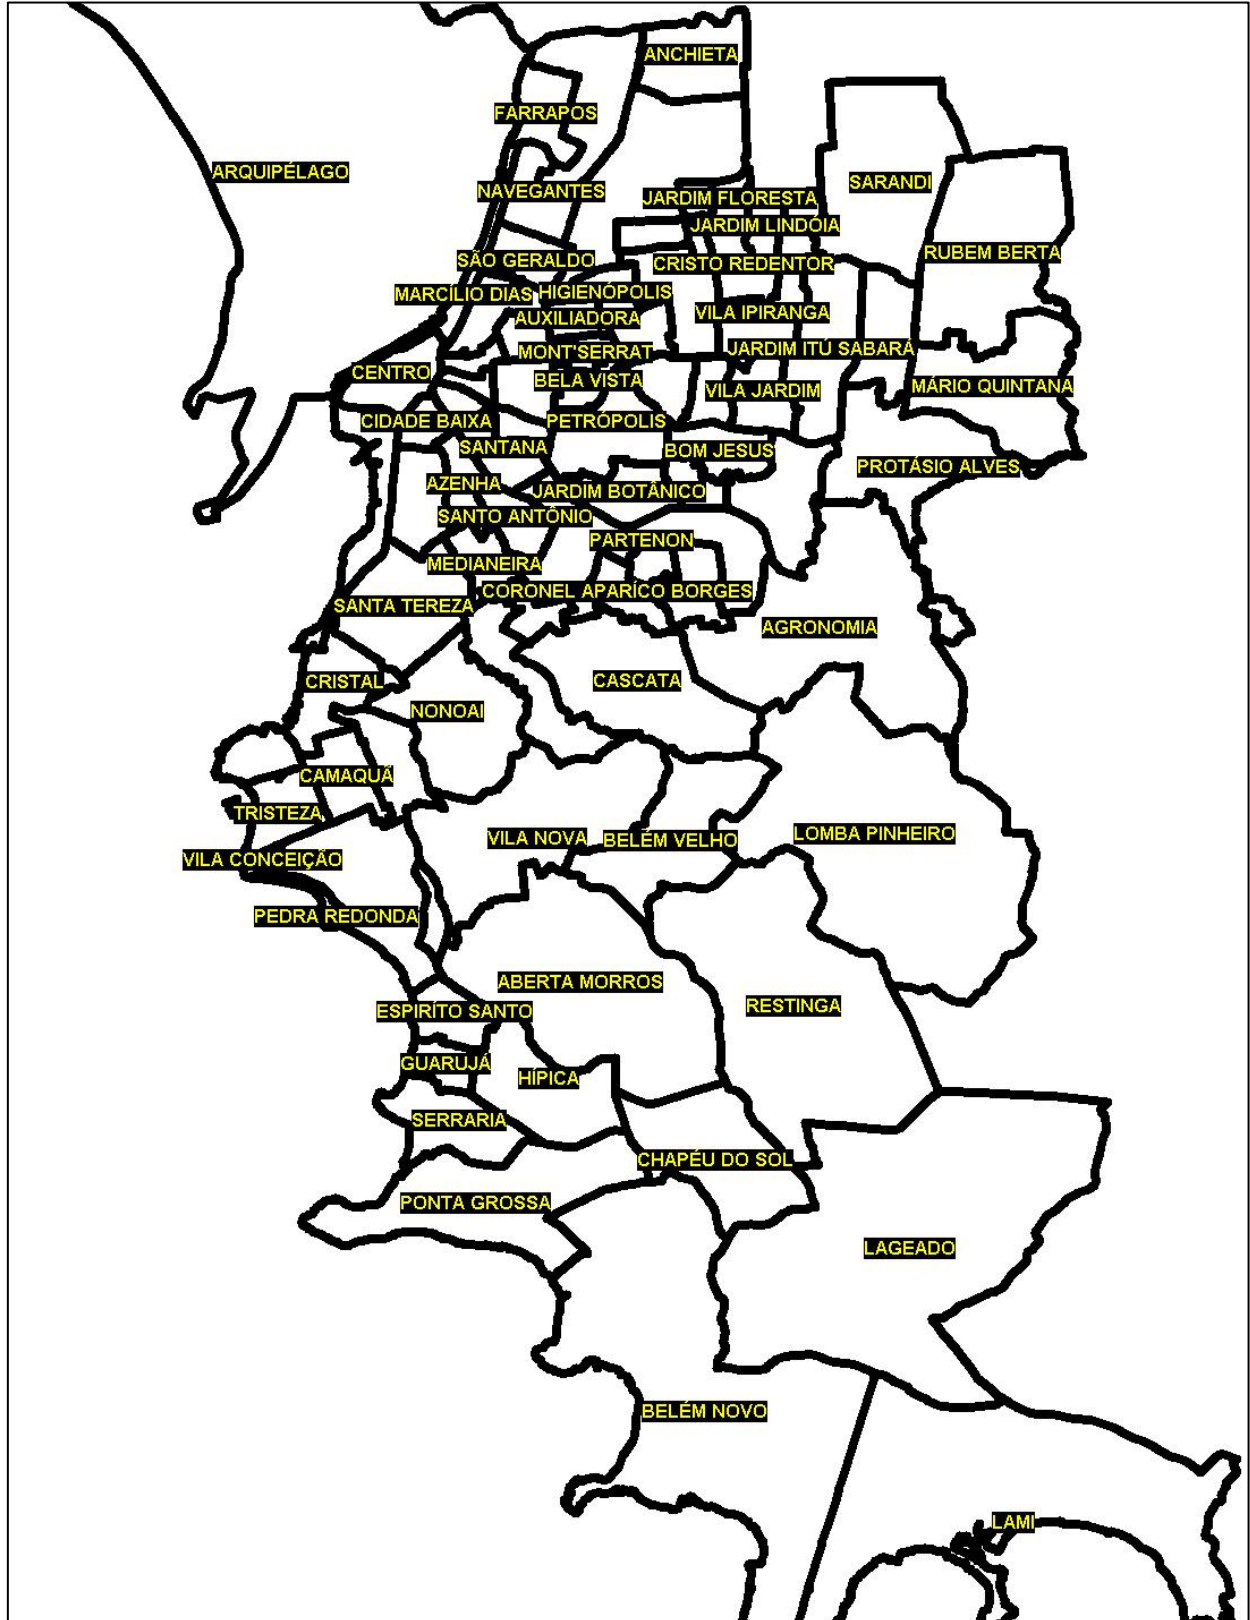 ANCHIETA
FARRAPOS
ARQUIPÉLAGO
SARANDI
NAVEGANTES
JARDIM FLORESTA
JARDIM LINDÓIA
RUBEM BERTA
SÃO GERALDO
CRISTO REDENTOR
MARCÍLIO DIAS
HIGIENÓPOLIS
VILA IPIRANGA
AUXILIADORA
MONT'SERRAT
JARDIM ITÚ SABARÁ
CENTRO
BELA VISTA
VILA JARDIM
MÁRIO QUINTANA
CIDADE BAIXA
PETRÓPOLIS
SANTANA
BOM JESUS
PROTÁSIO ALVES
AZENHA
JARDIM BOTÂNICO
SANTO ANTÔNIO
PARTENON
MEDIANEIRA
CORONEL APARÍCO BORGES
SANTA TEREZA
AGRONOMIA
CRISTAL
CASCATA
NONOAI
CAMAQUÃ
TRISTEZA
VILA NOVA
BELÉM VELHO
LOMBA PINHEIRO
VILA CONCEIÇÃO
PEDRA REDONDA
ABERTA MORROS
RESTINGA
ESPIRÍTO SANTO
GUARUJÁ
HÍPICA
SERRARIA
CHAPÉU DO SOL
PONTA GROSSA
LAGEADO
BELÉM NOVO
LAMI